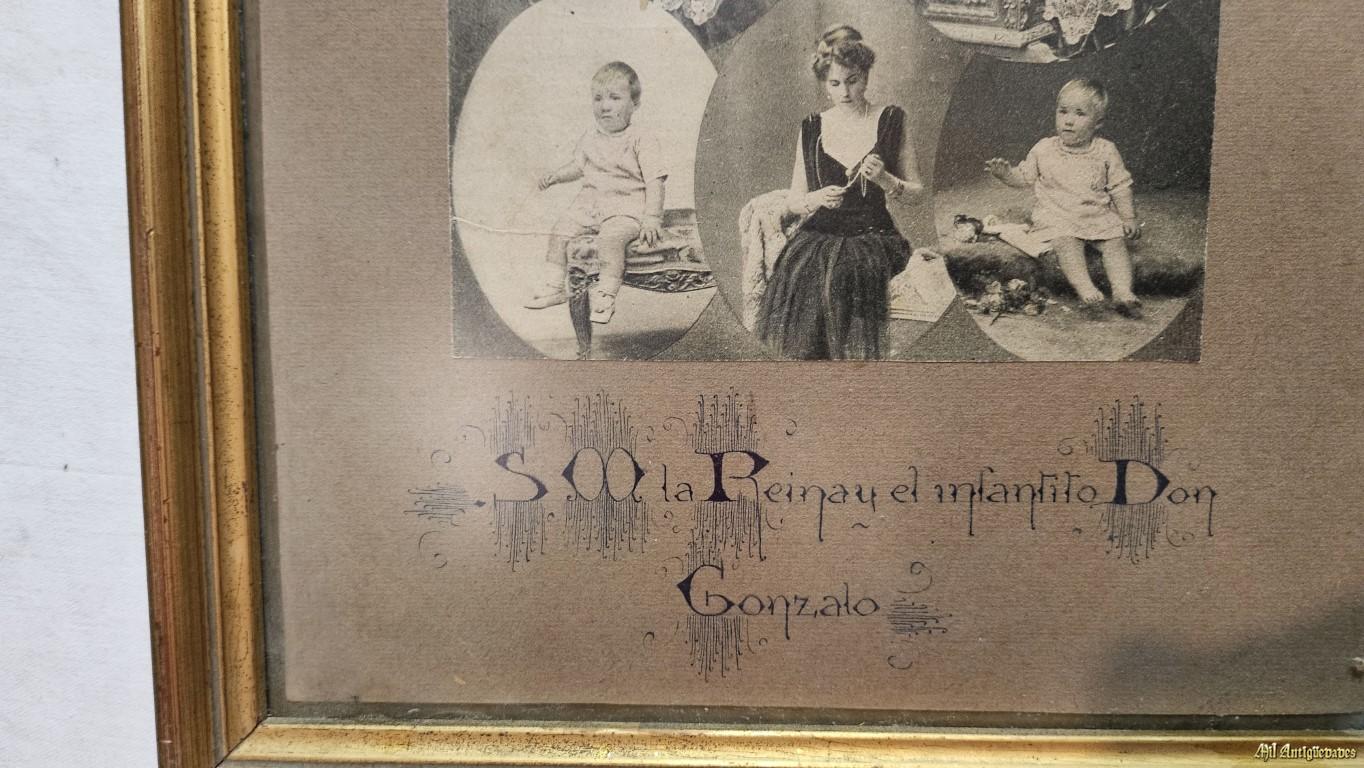 S M la Reina y el infantito Don
Gonzalo
Mil Antigüedades